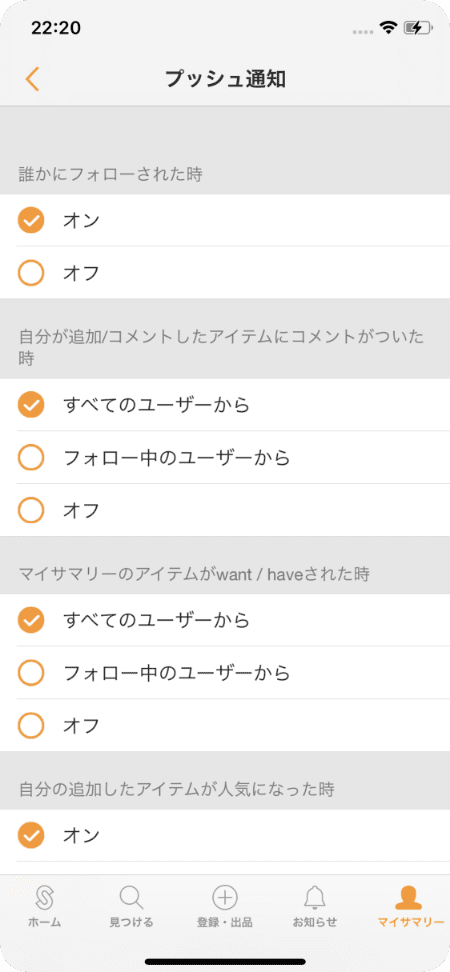 22:20
プッシュ通知
誰かにフォローされた時
オン
オフ
自分が追加/コメントしたアイテムにコメントがついた
時
すべてのユーザーから
フォロー中のユーザーから
オフ
マイサマリーのアイテムがwant / haveされた時
すべてのユーザーから
フォロー中のユーザーから
オフ
自分の追加したアイテムが人気になった時
オン
ホーム
見つける
登録・出品
お知らせ
マイサマリー